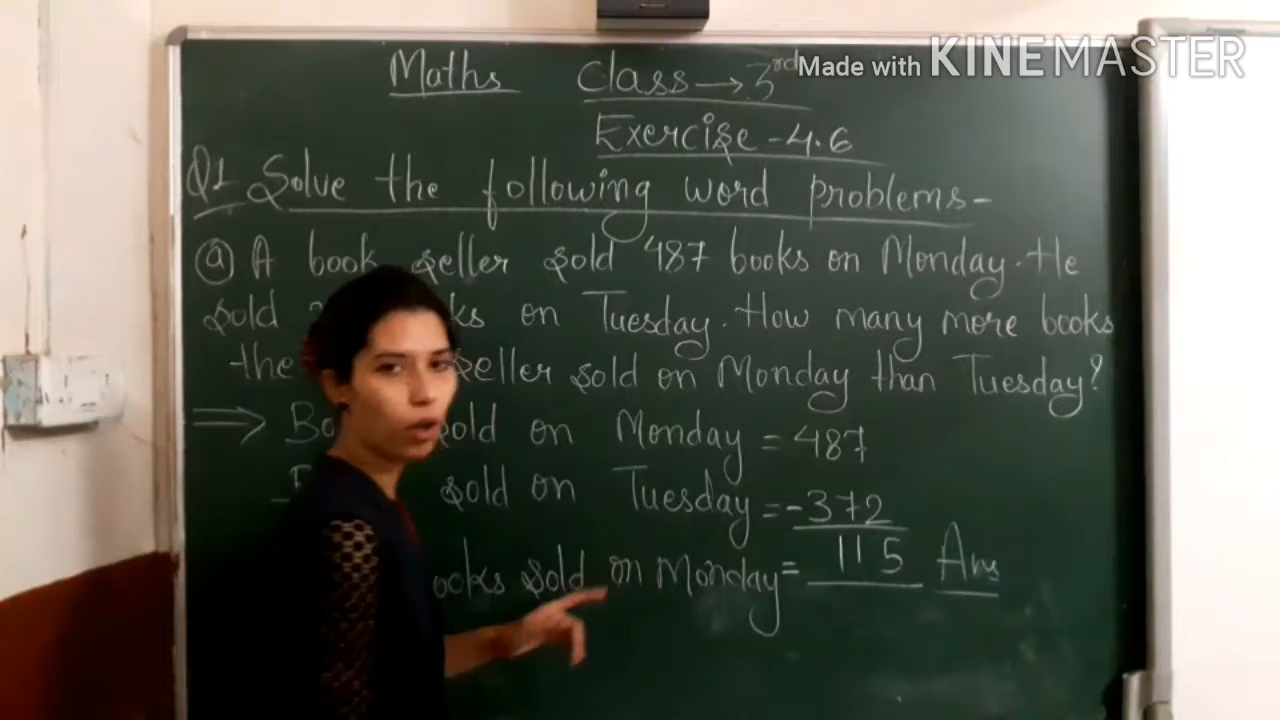 Made with KINEMASTER
Maths Class → 3rd
Exercise - 4.6
Q1 Solve the following word problems -
(a) A book seller sold 487 books on Monday. He
sold on Tuesday. How many more books
the seller sold on Monday than Tuesday?
⟹ sold on Monday = 487
sold on Tuesday = - 372
books sold on Monday = 115 Ans